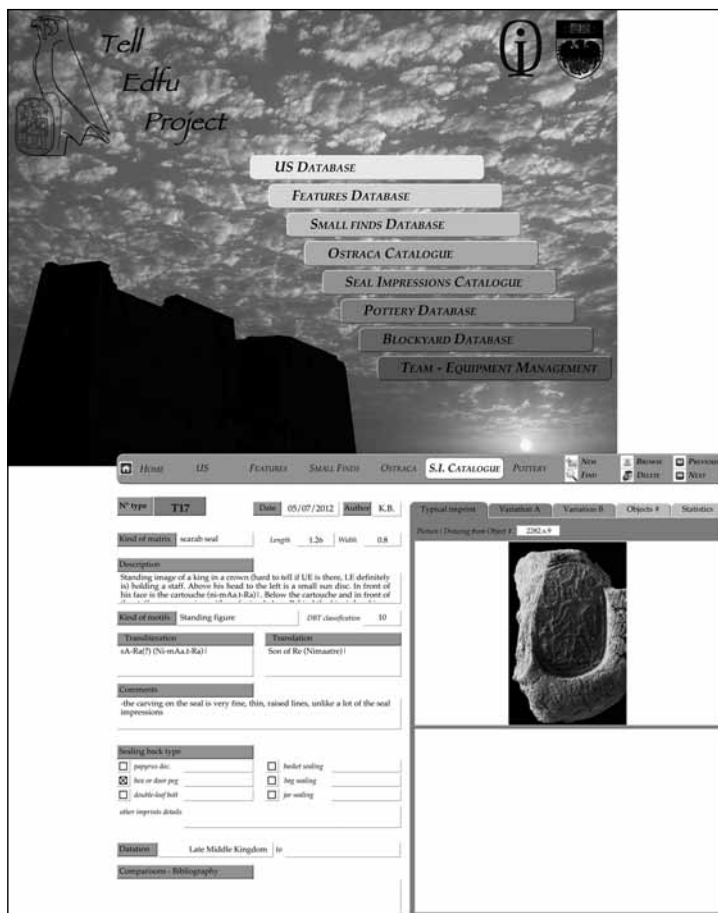 Tell
Edfu
Project
US Database
Features Database
Small finds Database
Ostraca Catalogue
Seal Impressions Catalogue
Pottery Database
Blockyard Database
Team - Equipment Management
Home US Features Small Finds Ostraca S.I. Catalogue Pottery New Browse Previous
Find Delete Next
N° type T17 Date 05/07/2012 Author K.B.
Typical imprint Variation A Variation B Objects # Statistics
Picture / Drawing from Object #: 2282.s.9
Kind of matrix scarab seal Length 1.26 Width 0.8
Description
Standing image of a king in a crown (hard to tell if UE is there, LE definitely
is) holding a staff. Above his head to the left is a small sun disc. In front of
his face is the cartouche (ni-mAa.t-Ra)|. Below the cartouche and in front of
Kind of motifs Standing figure DBT classification 10
Transliteration Translation
sA-Ra(?) (Ni-mAa.t-Ra)| Son of Re (Nimaatre)|
Comments
-the carving on the seal is very fine, thin, raised lines, unlike a lot of the seal
impressions
Sealing back type
papyrus doc. basket sealing
box or door peg bag sealing
double-leaf bolt jar sealing
other imprints details
Datation Late Middle Kingdom to
Comparisons - Bibliography